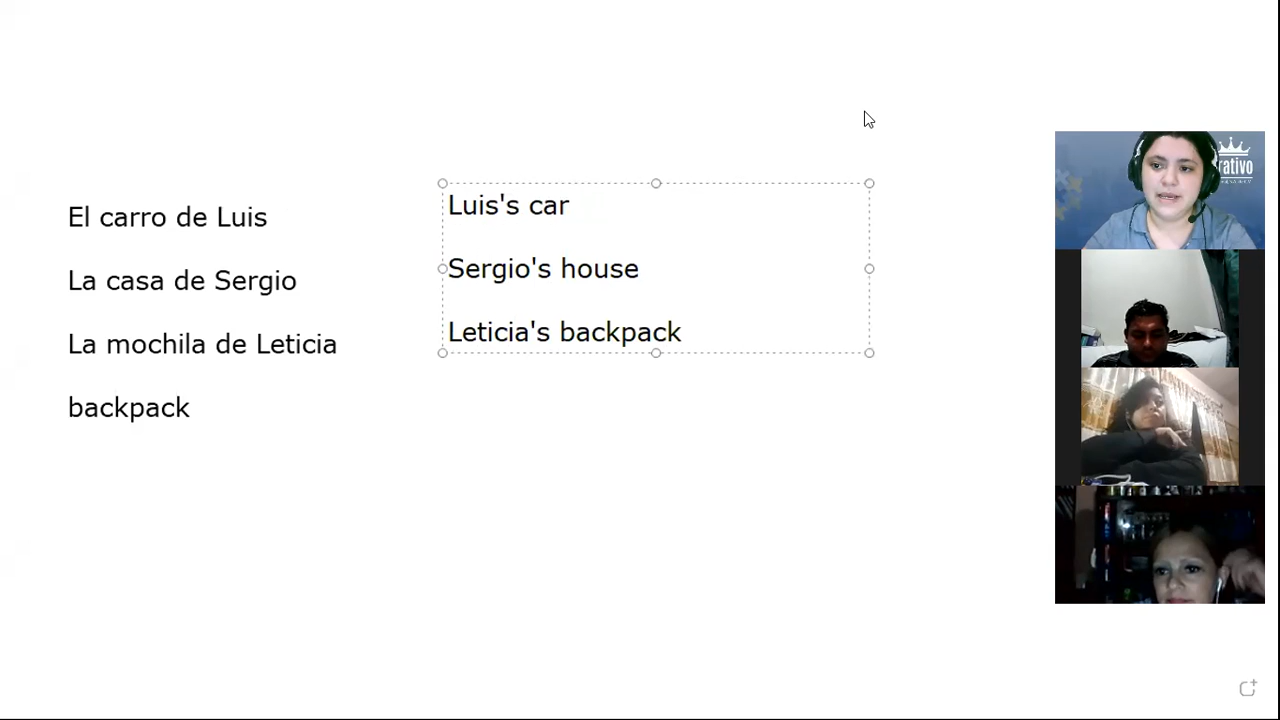 El carro de Luis
La casa de Sergio
La mochila de Leticia
backpack
Luis's car
Sergio's house
Leticia's backpack
rativo